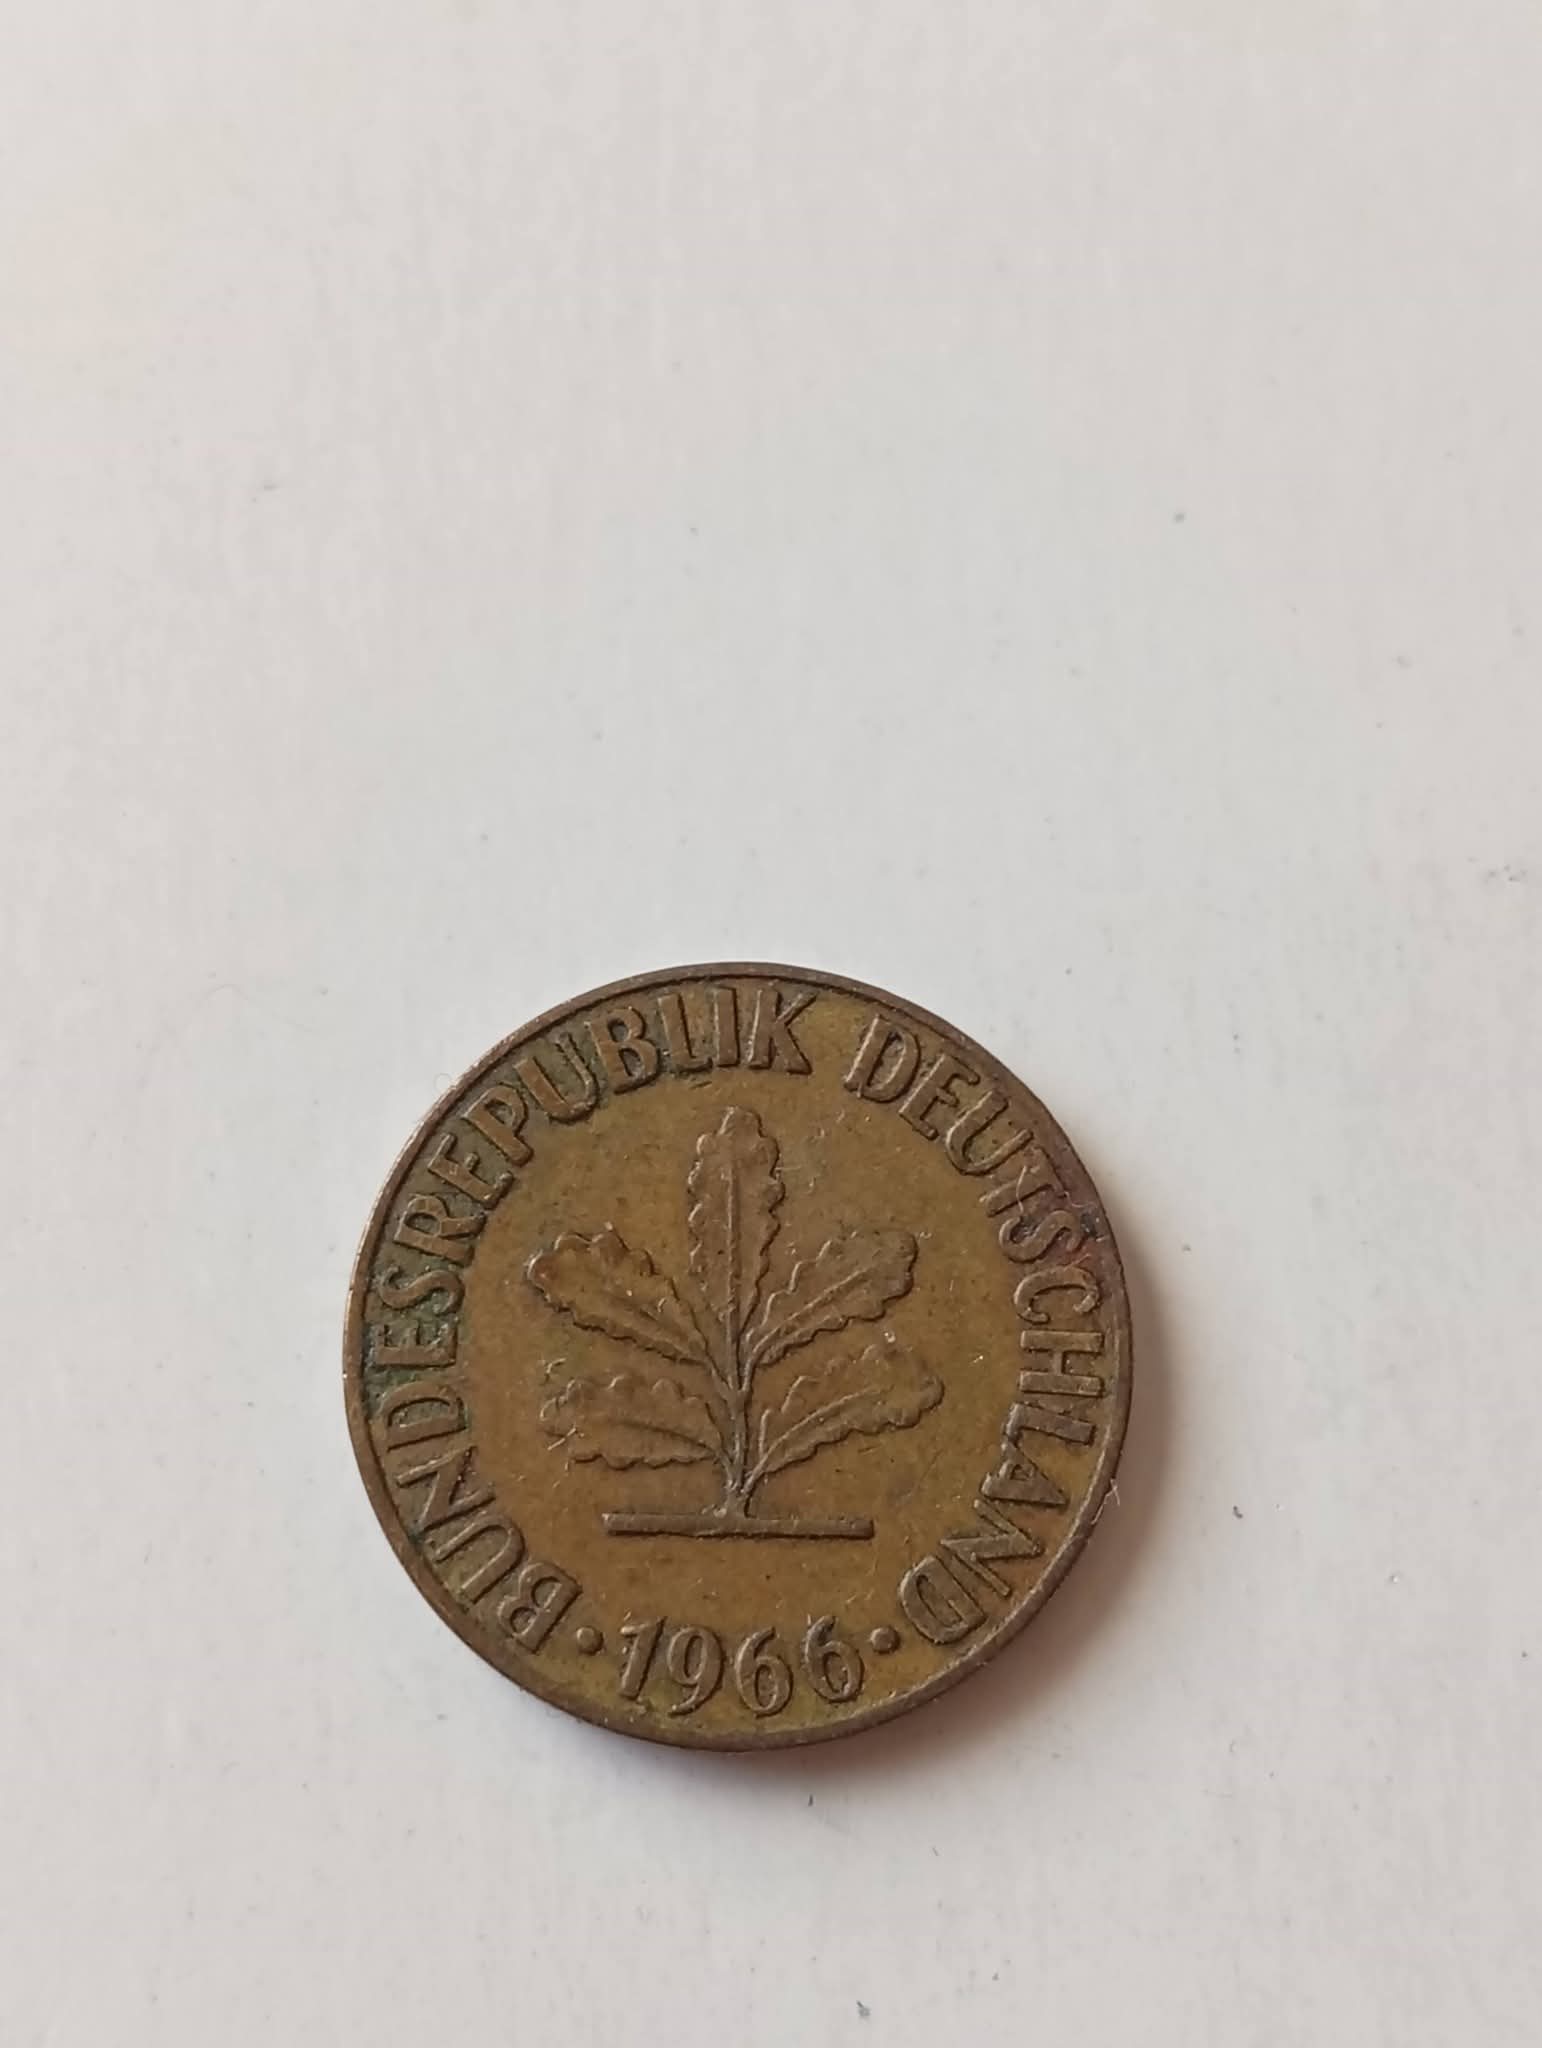 BUNDESREPUBLIK DEUTSCHLAND
· 1966 ·